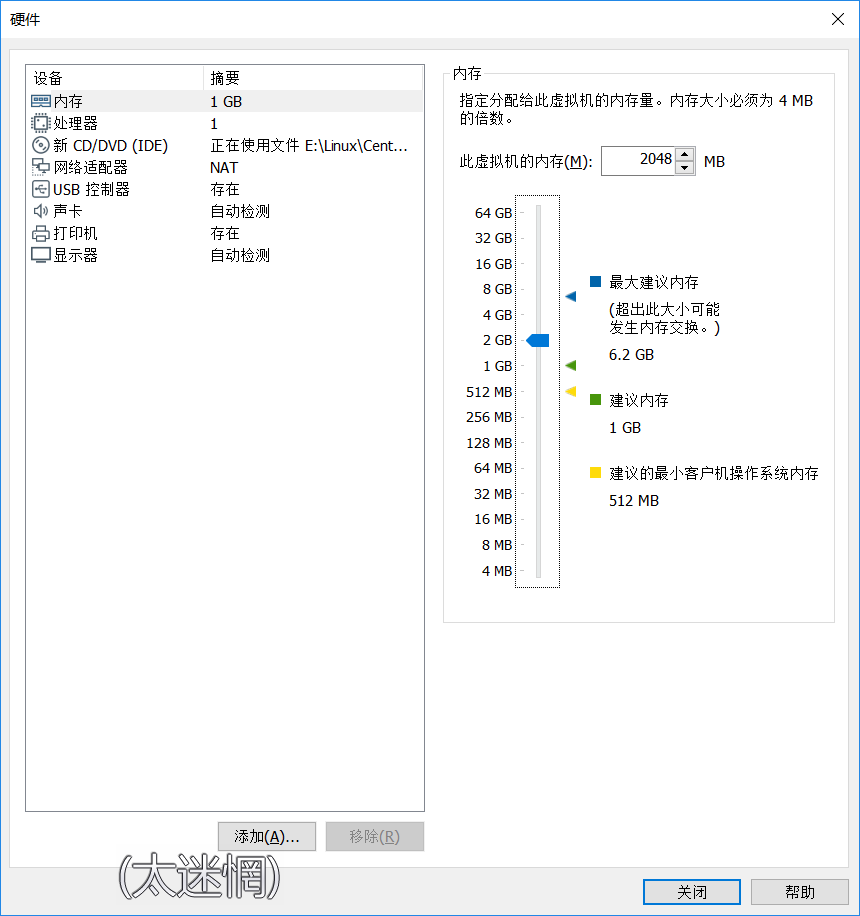 硬件
设备 摘要
内存 1 GB
处理器 1
新 CD/DVD (IDE) 正在使用文件 E:\Linux\Cent...
网络适配器 NAT
USB 控制器 存在
声卡 自动检测
打印机 存在
显示器 自动检测
添加(A)... 移除(R)
内存
指定分配给此虚拟机的内存量。内存大小必须为 4 MB
的倍数。
此虚拟机的内存(M): 2048 MB
64 GB
32 GB
16 GB
8 GB
4 GB
2 GB
1 GB
512 MB
256 MB
128 MB
64 MB
32 MB
16 MB
8 MB
4 MB
最大建议内存
(超出此大小可能
发生内存交换。)
6.2 GB
建议内存
1 GB
建议的最小客户机操作系统内存
512 MB
(太迷惘)
关闭 帮助